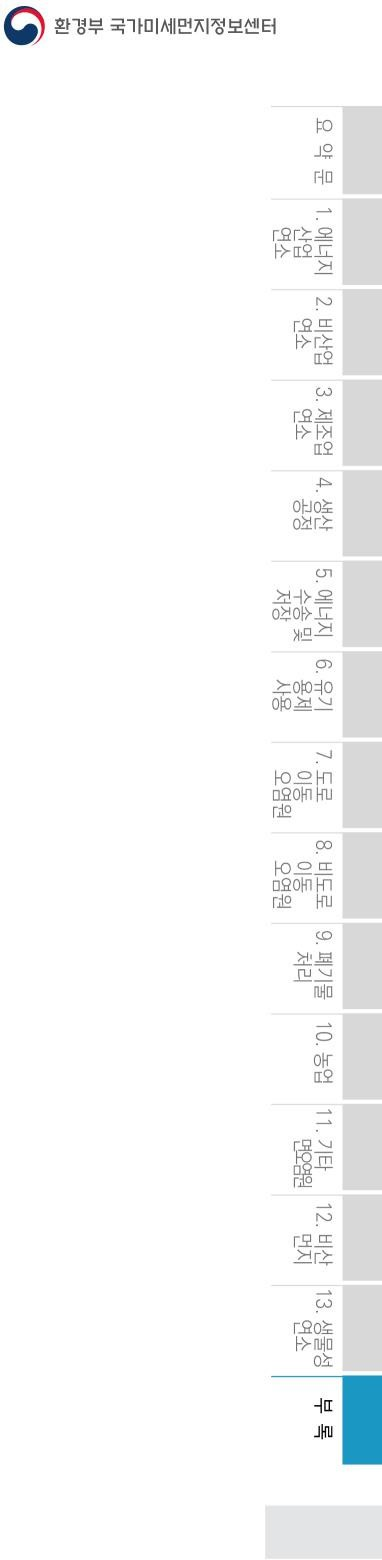 환경부 국가미세먼지정보센터
요 약 문
1. 에너지
산업
연소
2. 비산업
연소
3. 제조업
연소
4. 생산
공정
5. 에너지
수송 및
저장
6. 유기
용제
사용
7. 도로
이동
오염원
8. 비도로
이동
오염원
9. 폐기물
처리
10. 농업
11. 기타
면오염원
12. 비산
먼지
13. 생물성
연소
부 록